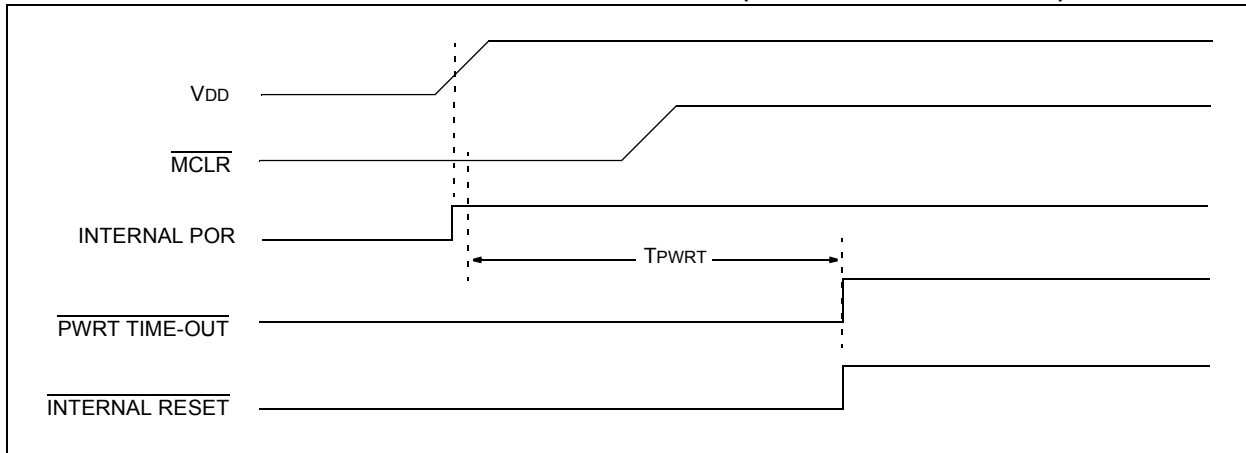 VDD
MCLR
INTERNAL POR
TPWRT
PWRT TIME-OUT
INTERNAL RESET